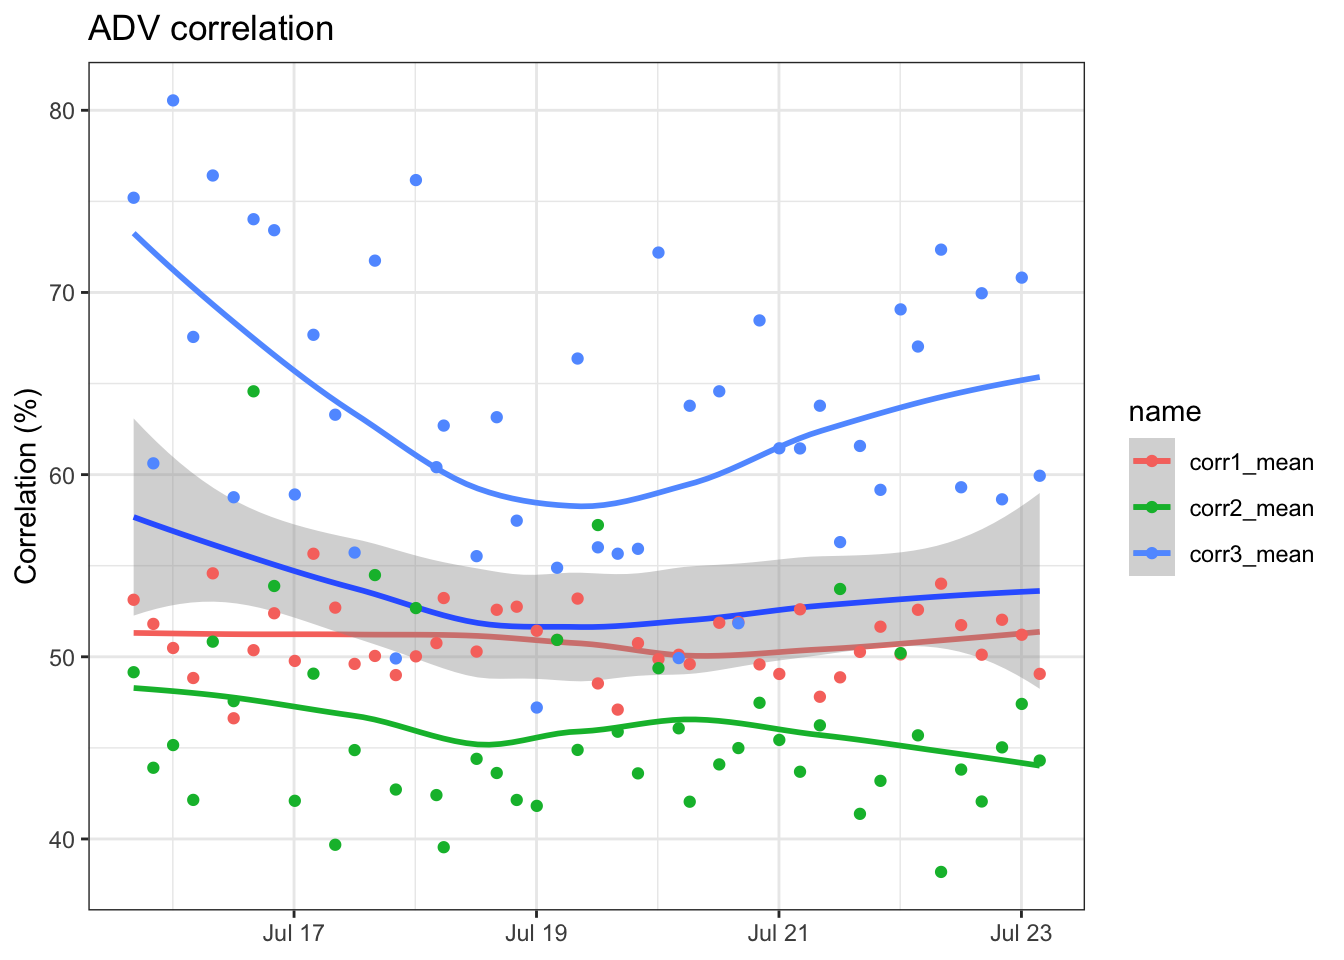 ADV correlation
Correlation (%)
80
70
60
50
40
Jul 17
Jul 19
Jul 21
Jul 23
name
corr1_mean
corr2_mean
corr3_mean